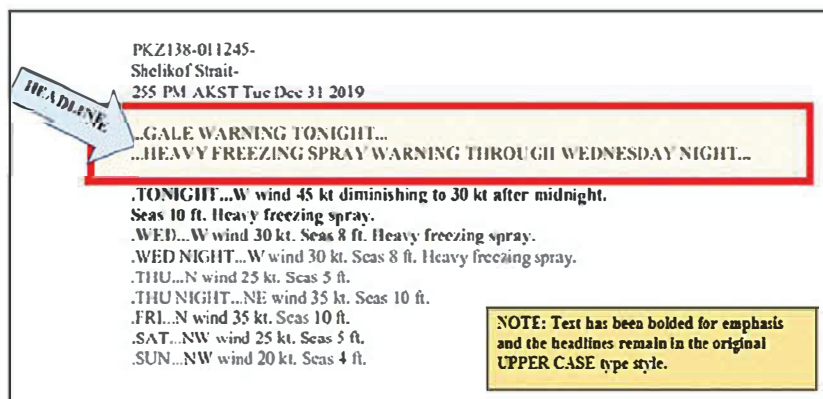 PKZ138-011245-
Shelikof Strait-
255 PM AKST Tue Dec 31 2019
HEADLINE
...GALE WARNING TONIGHT...
...HEAVY FREEZING SPRAY WARNING THROUGH WEDNESDAY NIGHT...
.TONIGHT...W wind 45 kt diminishing to 30 kt after midnight.
Seas 10 ft. Heavy freezing spray.
.WED...W wind 30 kt. Seas 8 ft. Heavy freezing spray.
.WED NIGHT...W wind 30 kt. Seas 8 ft. Heavy freezing spray.
.THU...N wind 25 kt. Seas 5 ft.
.THU NIGHT...NE wind 35 kt. Seas 10 ft.
.FRI...N wind 35 kt. Seas 10 ft.
.SAT...NW wind 25 kt. Seas 5 ft.
.SUN...NW wind 20 kt. Seas 4 ft.
NOTE: Text has been bolded for emphasis
and the headlines remain in the original
UPPER CASE type style.